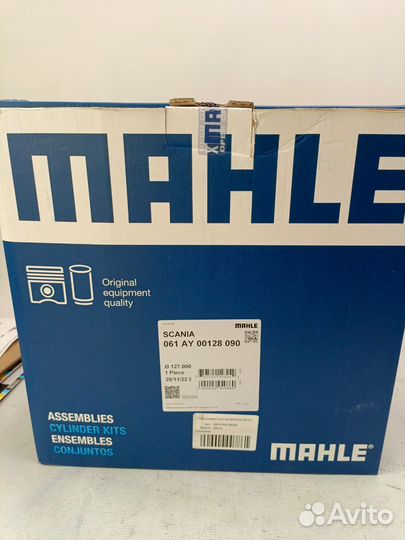 MAHLE
Original
equipment
quality
MAHLE
SCANIA
061 AY 00128 090
Ø 127.000
1 Piece
28/11/22
ASSEMBLIES
CYLINDER KITS
ENSEMBLES
CONJUNTOS
MAHLE
Avito